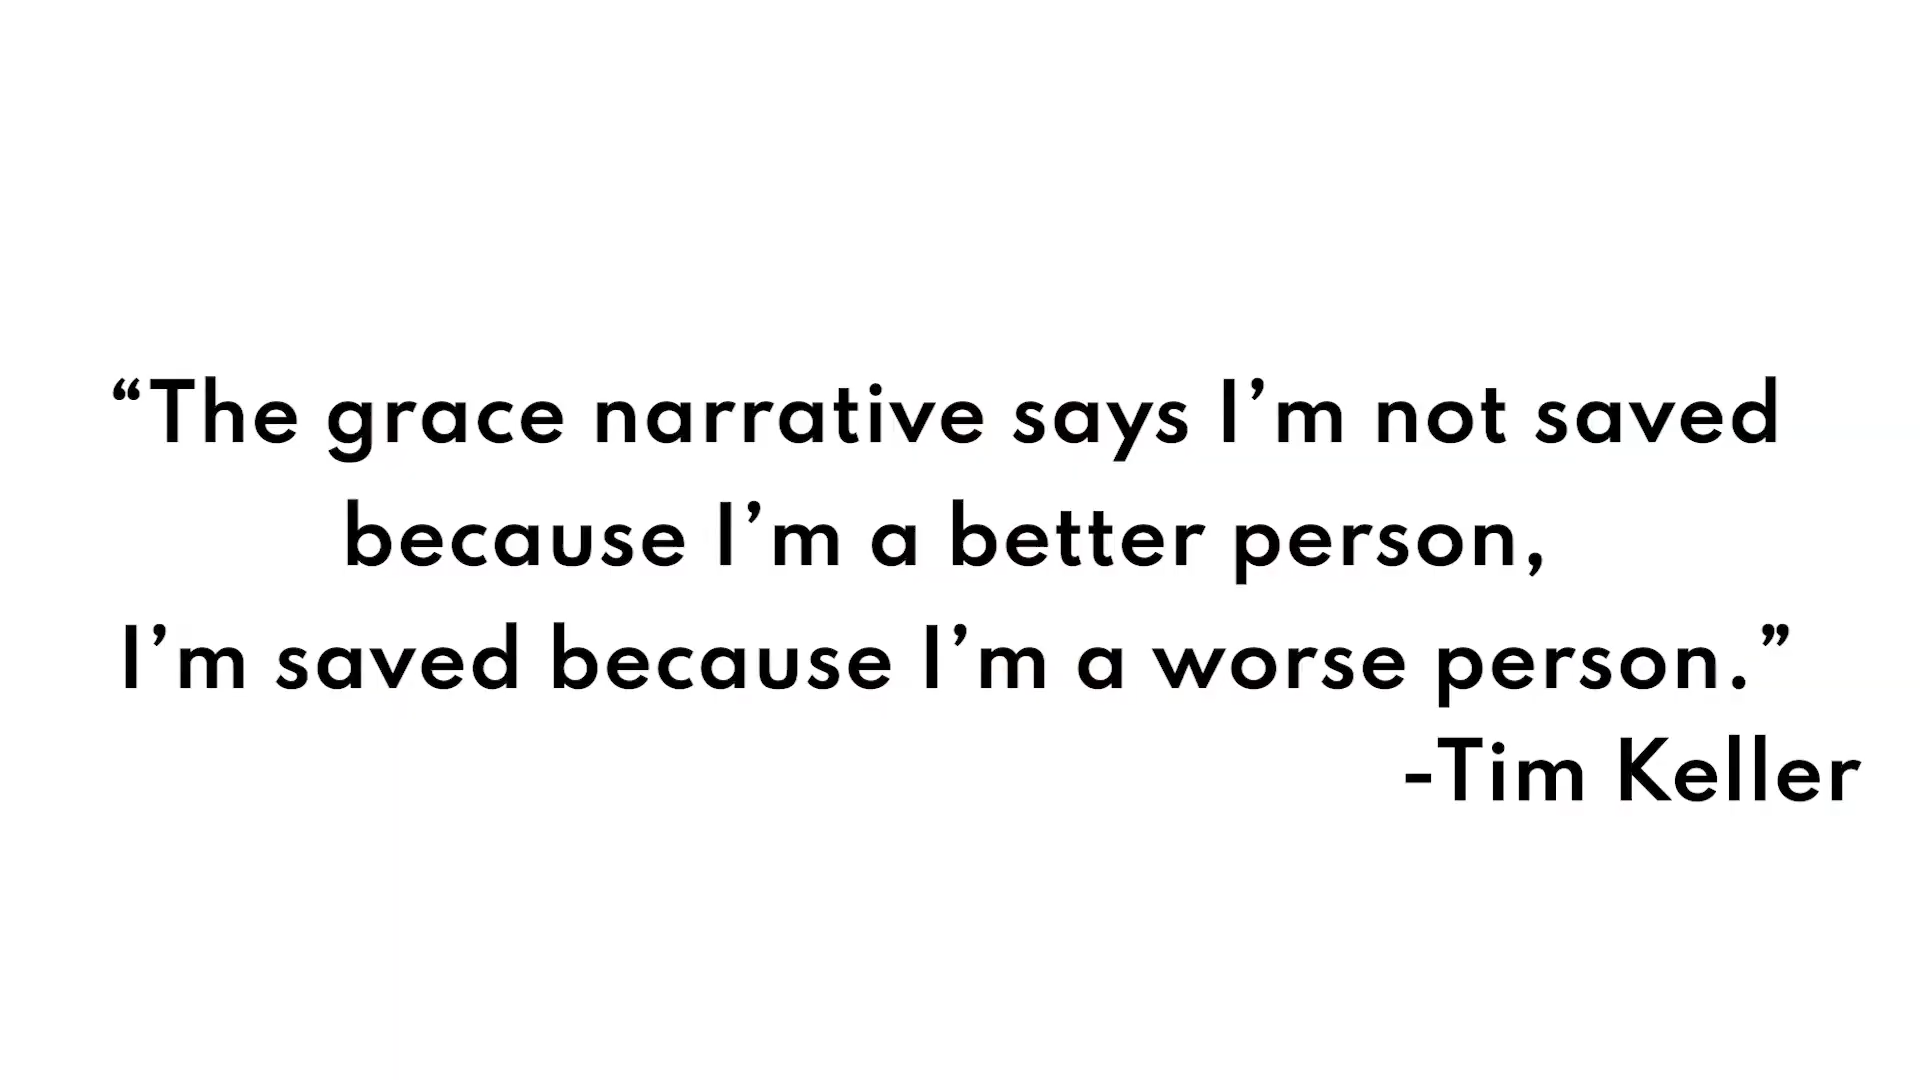 “The grace narrative says I’m not saved
because I’m a better person,
I’m saved because I’m a worse person.”
-Tim Keller